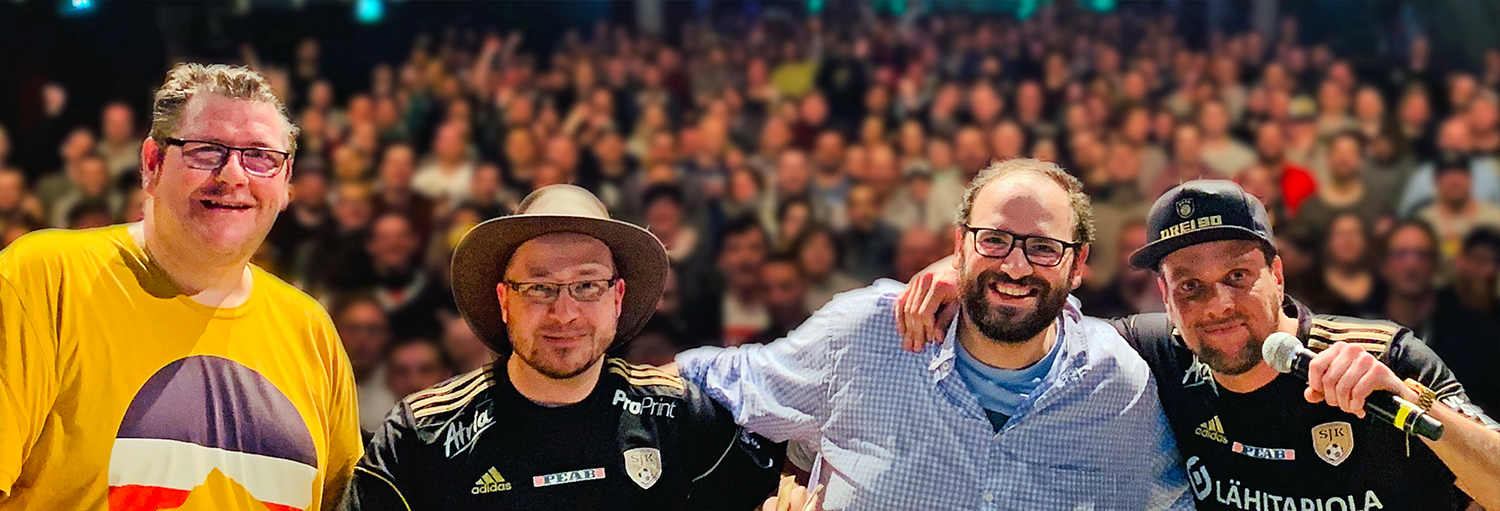 DREI90
Atria
ProPrint
adidas
PEAB
SJK
adidas
PEAB
SJK
LÄHITAPIOLA